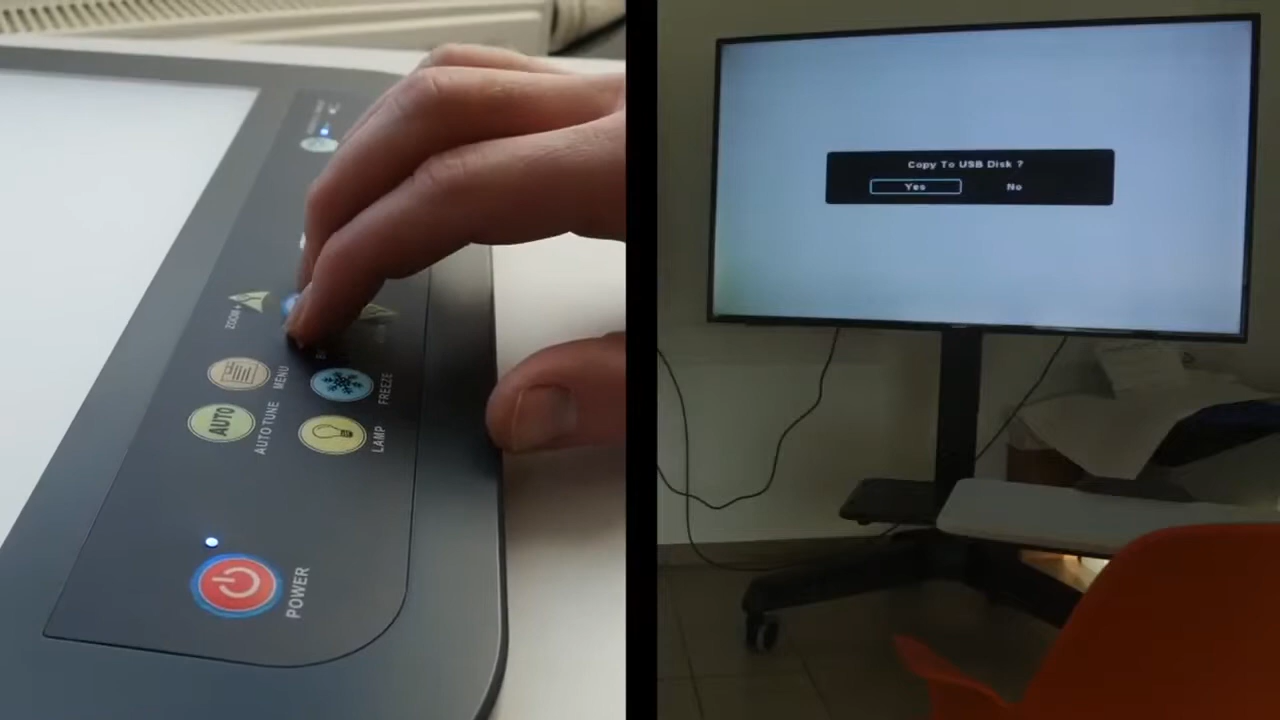 ZOOM+
MENU
FREEZE
AUTO
AUTO TUNE
LAMP
POWER
Copy To USB Disk ?
Yes
No